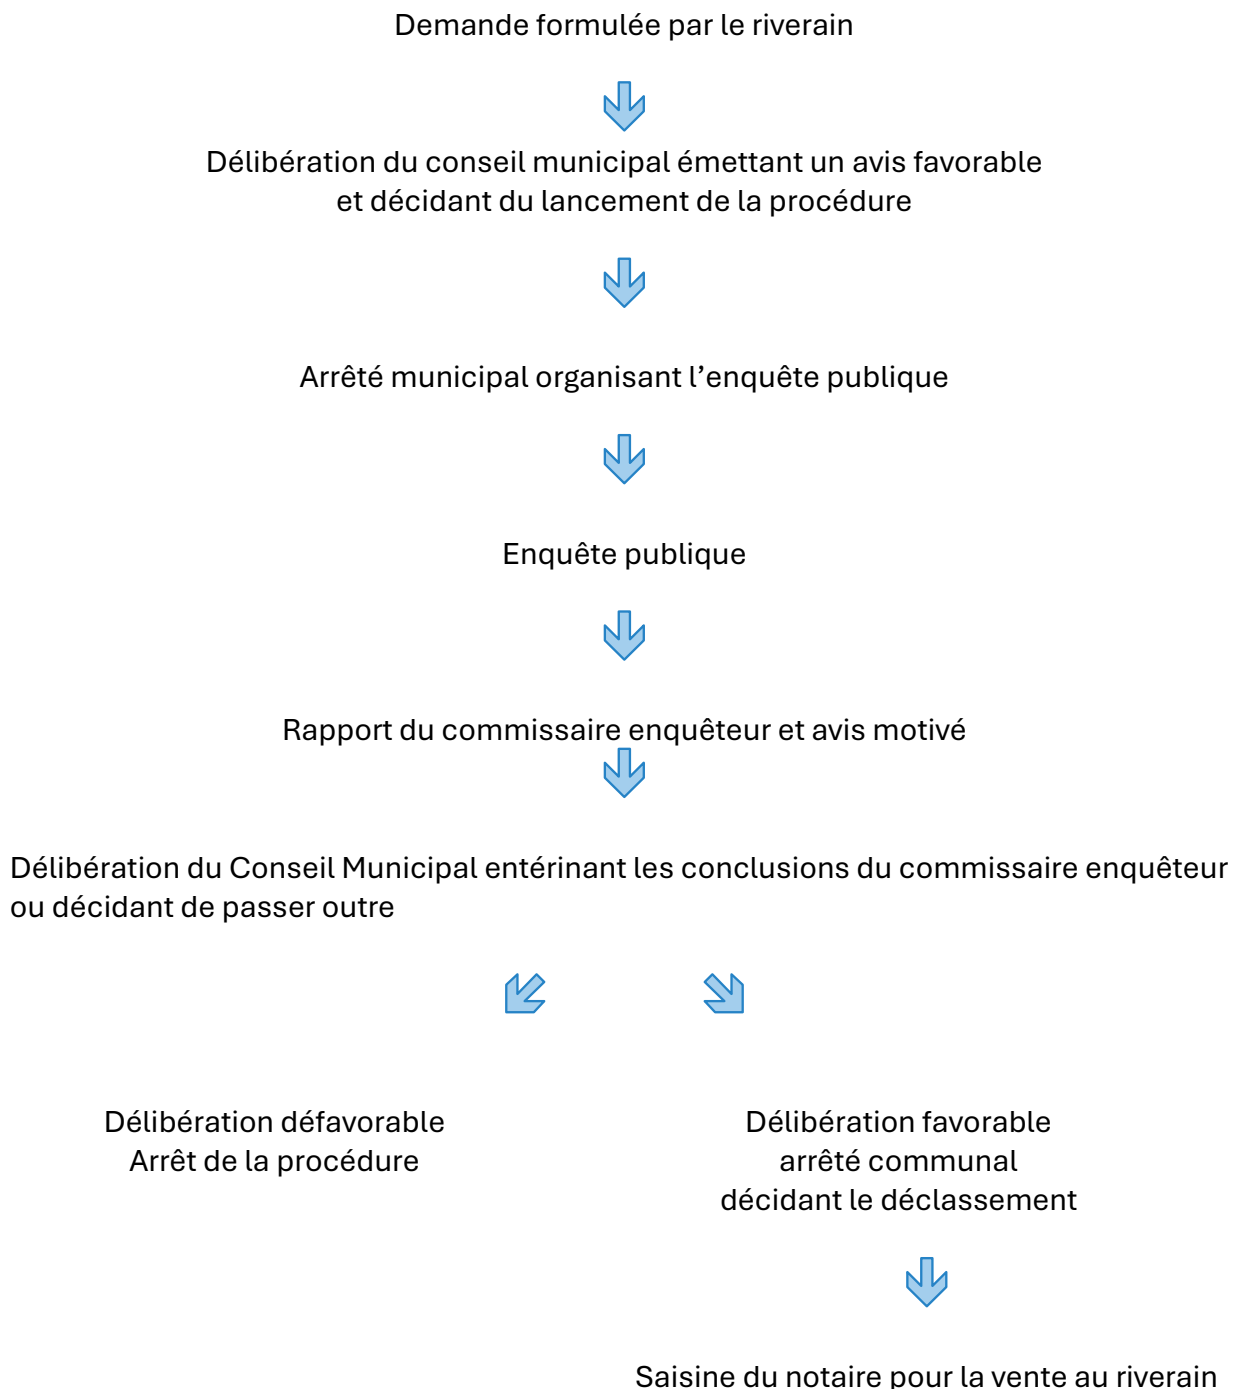 Demande formulée par le riverain
Délibération du conseil municipal émettant un avis favorable
et décidant du lancement de la procédure
Arrêté municipal organisant l’enquête publique
Enquête publique
Rapport du commissaire enquêteur et avis motivé
Délibération du Conseil Municipal entérinant les conclusions du commissaire enquêteur
ou décidant de passer outre
Délibération défavorable
Arrêt de la procédure
Délibération favorable
arrêté communal
décidant le déclassement
Saisine du notaire pour la vente au riverain